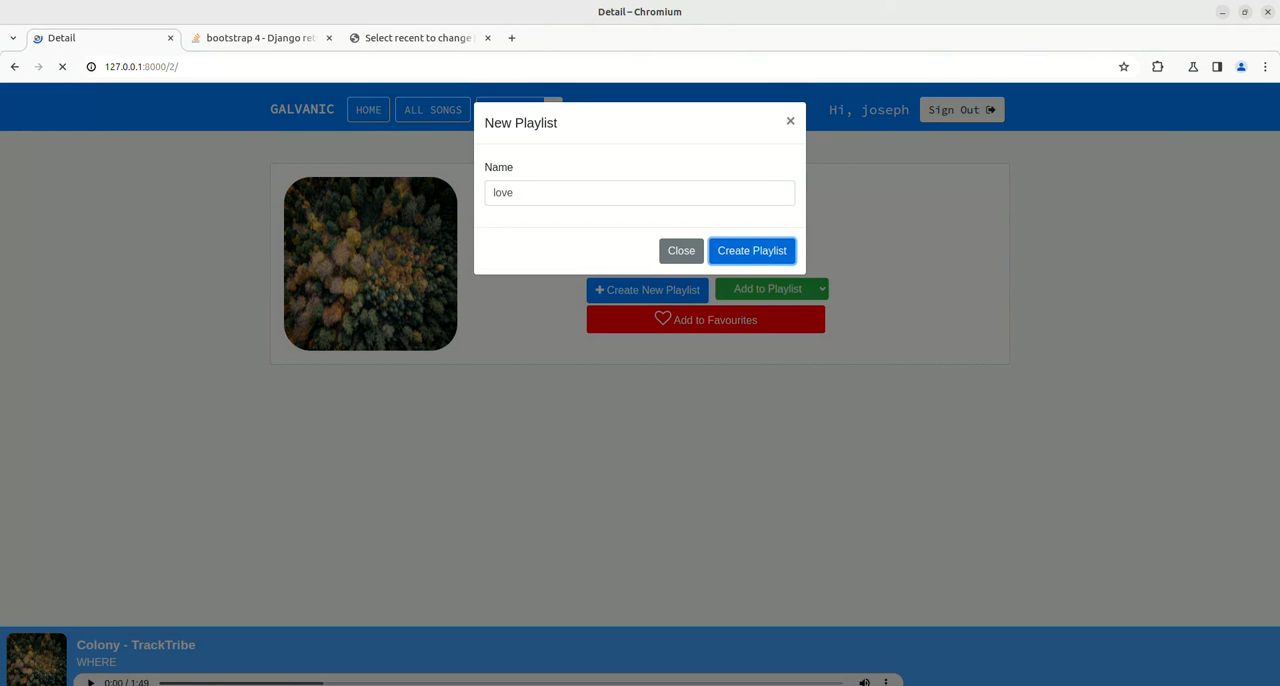 Detail – Chromium
Detail
bootstrap 4 - Django ret
Select recent to change
127.0.0.1:8000/2/
GALVANIC
HOME
ALL SONGS
Hi, joseph
Sign Out
New Playlist
Name
love
Close
Create Playlist
Create New Playlist
Add to Playlist
Add to Favourites
Colony - TrackTribe
WHERE
0:00 / 1:49